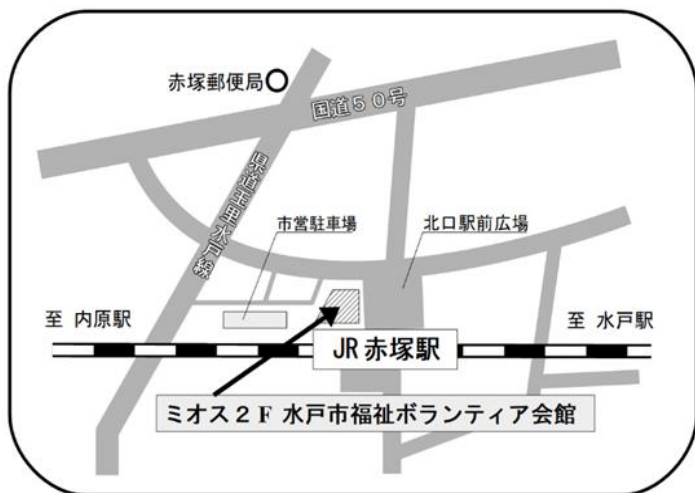 赤塚郵便局
国道５０号
県道玉里水戸線
市営駐車場
北口駅前広場
至 内原駅
至 水戸駅
JR赤塚駅
ミオス２Ｆ 水戸市福祉ボランティア会館